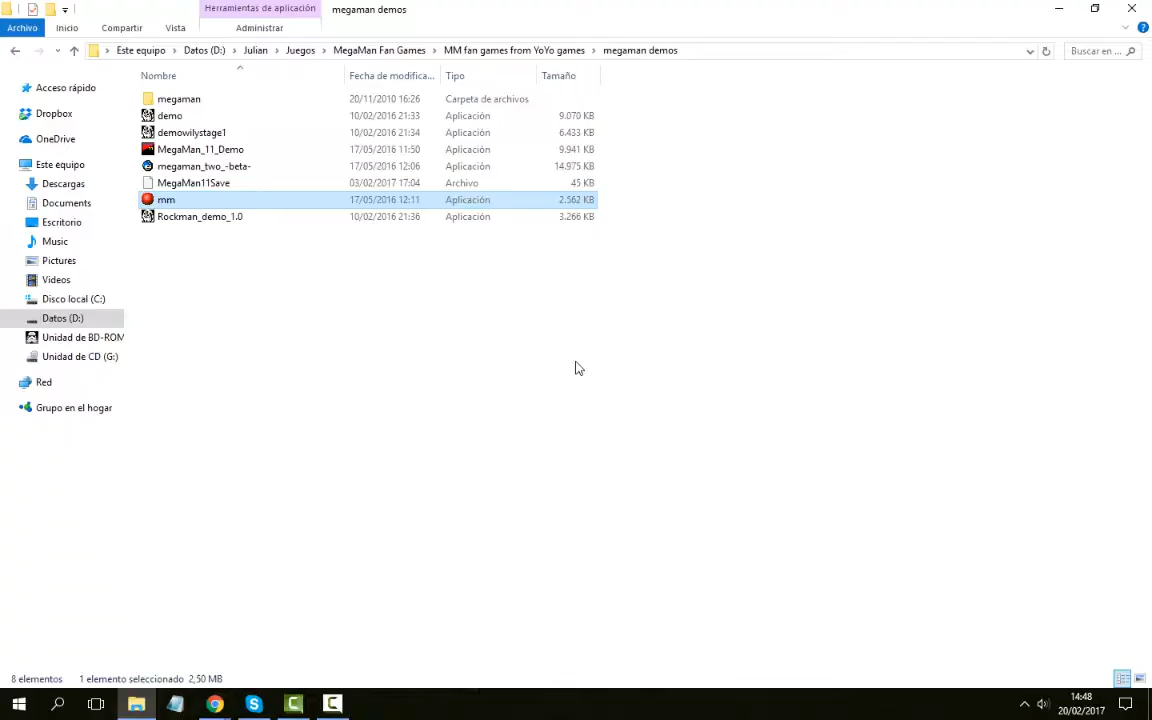 Herramientas de aplicación megaman demos
Archivo Inicio Compartir Vista Administrar
Este equipo Datos (D:) Julian Juegos MegaMan Fan Games MM fan games from YoYo games megaman demos Buscar en ...
Nombre Fecha de modifica... Tipo Tamaño
megaman 20/11/2010 16:26 Carpeta de archivos
demo 10/02/2016 21:33 Aplicación 9.070 KB
demowilystage1 10/02/2016 21:34 Aplicación 6.433 KB
MegaMan_11_Demo 17/05/2016 11:50 Aplicación 9.941 KB
megaman_two_-beta- 17/05/2016 12:06 Aplicación 14.975 KB
MegaMan11Save 03/02/2017 17:04 Archivo 45 KB
mm 17/05/2016 12:11 Aplicación 2.562 KB
Rockman_demo_1.0 10/02/2016 21:36 Aplicación 3.266 KB
Acceso rápido
Dropbox
OneDrive
Este equipo
Descargas
Documents
Escritorio
Music
Pictures
Videos
Disco local (C:)
Datos (D:)
Unidad de BD-ROM
Unidad de CD (G:)
Red
Grupo en el hogar
8 elementos 1 elemento seleccionado 2,50 MB
14:48
20/02/2017